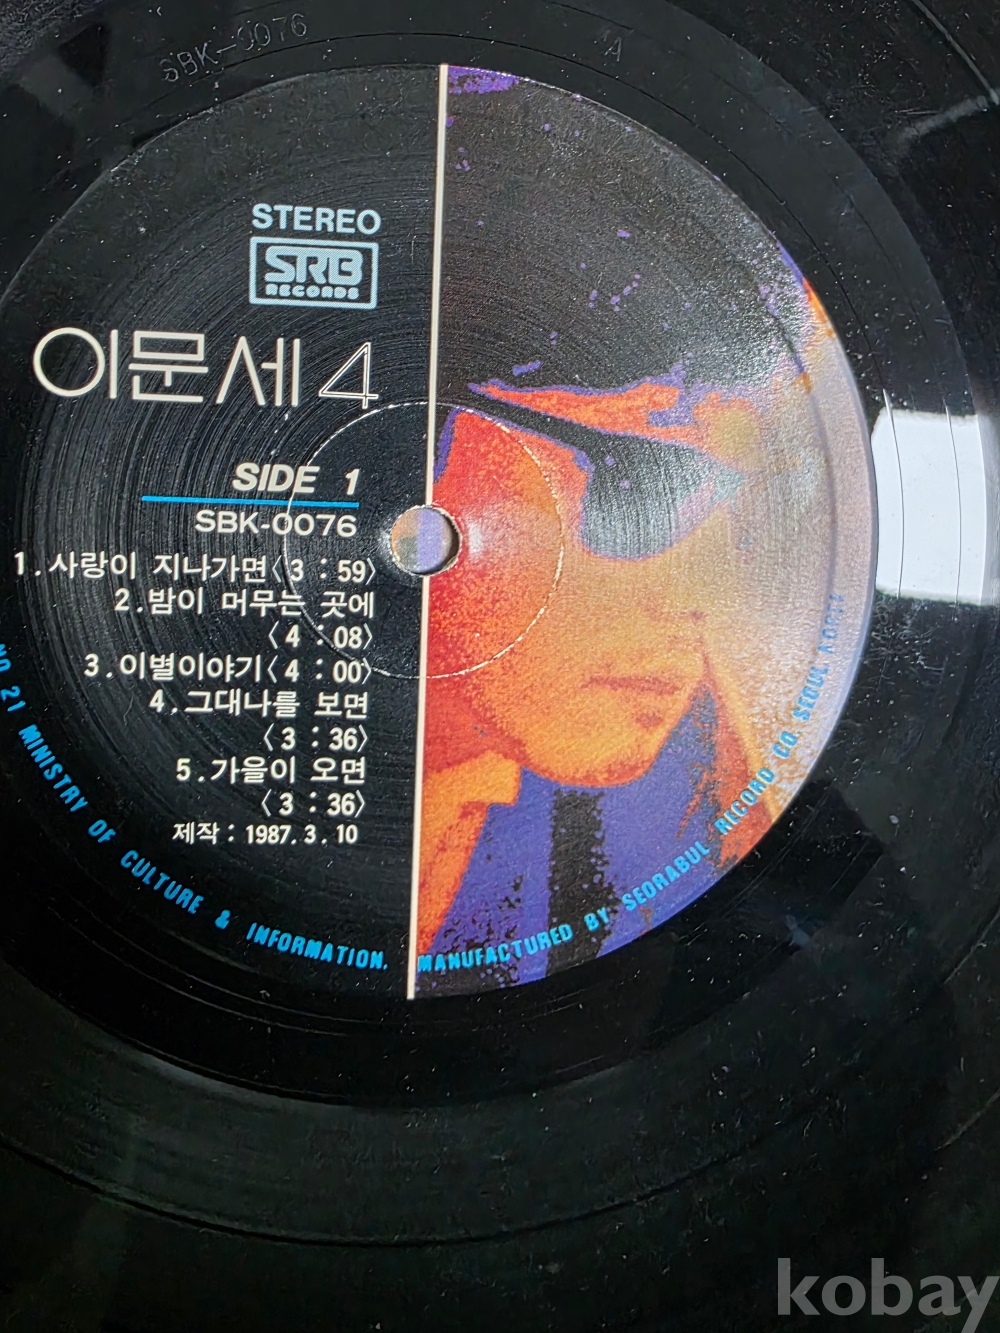 SBK-0076
A
STEREO
SRB
RECORDS
이문세 4
SIDE 1
SBK-0076
1.사랑이 지나가면〈3:59〉
2.밤이 머무는 곳에
〈4:08〉
3.이별이야기〈4:00〉
4.그대나를 보면
〈3:36〉
5.가을이 오면
〈3:36〉
제작: 1987. 3. 10
NO 21 MINISTRY OF CULTURE & INFORMATION. MANUFACTURED BY SEORABUL RICOHD CO. SEOUL
kobay